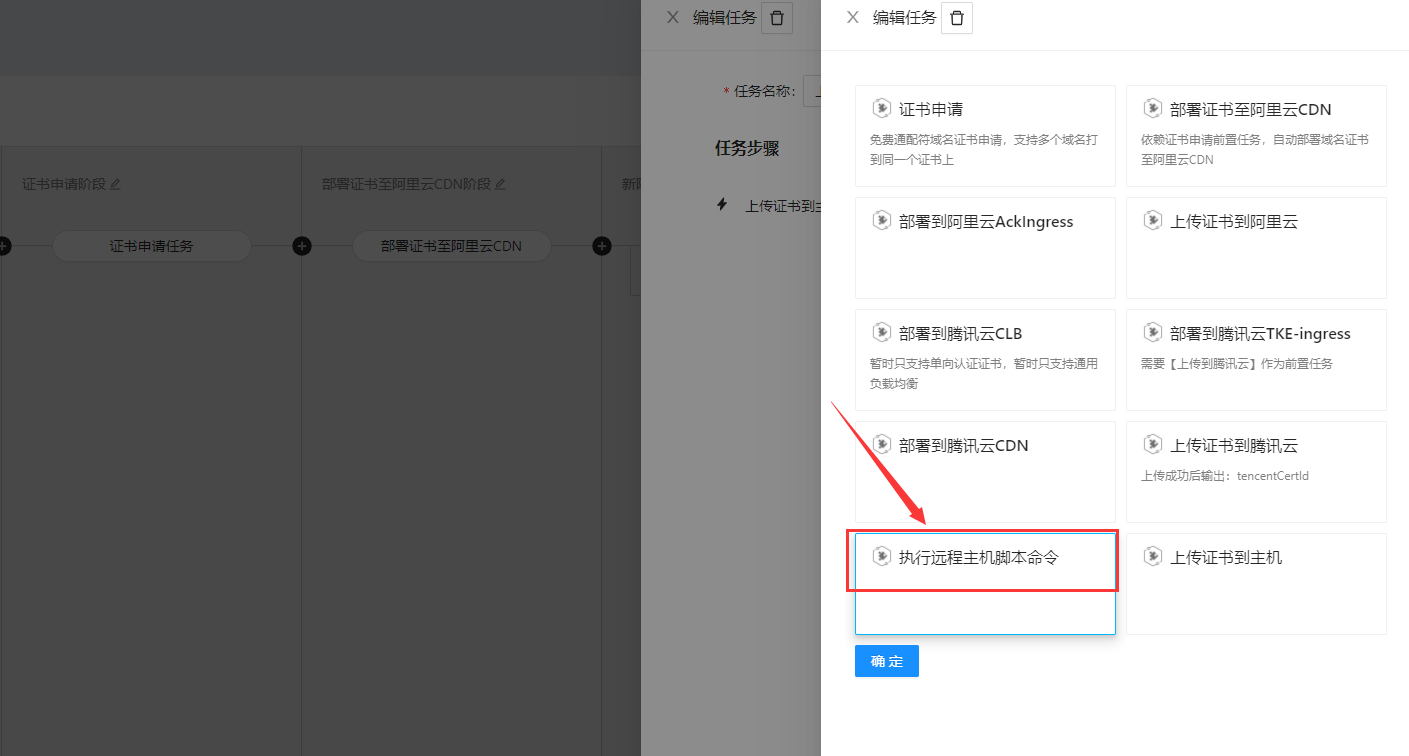 编辑任务
编辑任务
* 任务名称：
任务步骤
上传证书到主
证书申请阶段
部署证书至阿里云CDN阶段
新阶
证书申请任务
部署证书至阿里云CDN
证书申请
免费通配符域名证书申请，支持多个域名打
到同一个证书上
部署证书至阿里云CDN
依赖证书申请前置任务，自动部署域名证书
至阿里云CDN
部署到阿里云AckIngress
上传证书到阿里云
部署到腾讯云CLB
暂时只支持单向认证证书，暂时只支持通用
负载均衡
部署到腾讯云TKE-ingress
需要【上传到腾讯云】作为前置任务
部署到腾讯云CDN
上传证书到腾讯云
上传成功后输出：tencentCertId
执行远程主机脚本命令
上传证书到主机
确 定